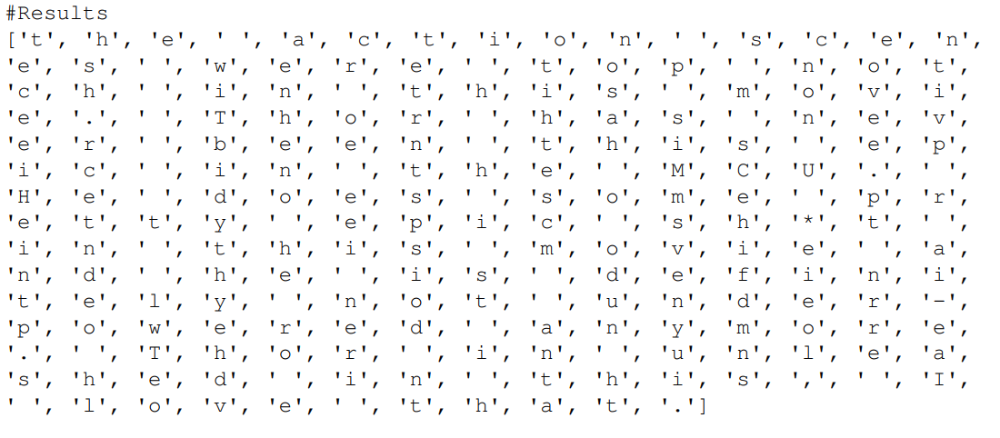 #Results
['t', 'h', 'e', ' ', 'a', 'c', 't', 'i', 'o', 'n', ' ', 's', 'c', 'e', 'n',
'e', 's', ' ', 'w', 'e', 'r', 'e', ' ', 't', 'o', 'p', ' ', 'n', 'o', 't',
'c', 'h', ' ', 'i', 'n', ' ', 't', 'h', 'i', 's', ' ', 'm', 'o', 'v', 'i',
'e', '.', ' ', 'T', 'h', 'o', 'r', ' ', 'h', 'a', 's', ' ', 'n', 'e', 'v',
'e', 'r', ' ', 'b', 'e', 'e', 'n', ' ', 't', 'h', 'i', 's', ' ', 'e', 'p',
'i', 'c', ' ', 'i', 'n', ' ', 't', 'h', 'e', ' ', 'M', 'C', 'U', '.', ' ',
'H', 'e', ' ', 'd', 'o', 'e', 's', ' ', 's', 'o', 'm', 'e', ' ', 'p', 'r',
'e', 't', 't', 'y', ' ', 'e', 'p', 'i', 'c', ' ', 's', 'h', '*', 't', ' ',
'i', 'n', ' ', 't', 'h', 'i', 's', ' ', 'm', 'o', 'v', 'i', 'e', ' ', 'a',
'n', 'd', ' ', 'h', 'e', ' ', 'i', 's', ' ', 'd', 'e', 'f', 'i', 'n', 'i',
't', 'e', 'l', 'y', ' ', 'n', 'o', 't', ' ', 'u', 'n', 'd', 'e', 'r', '-',
'p', 'o', 'w', 'e', 'r', 'e', 'd', ' ', 'a', 'n', 'y', 'm', 'o', 'r', 'e',
'.', ' ', 'T', 'h', 'o', 'r', ' ', 'i', 'n', ' ', 'u', 'n', 'l', 'e', 'a',
's', 'h', 'e', 'd', ' ', 'i', 'n', ' ', 't', 'h', 'i', 's', ',', ' ', 'I',
' ', 'l', 'o', 'v', 'e', ' ', 't', 'h', 'a', 't', '.']